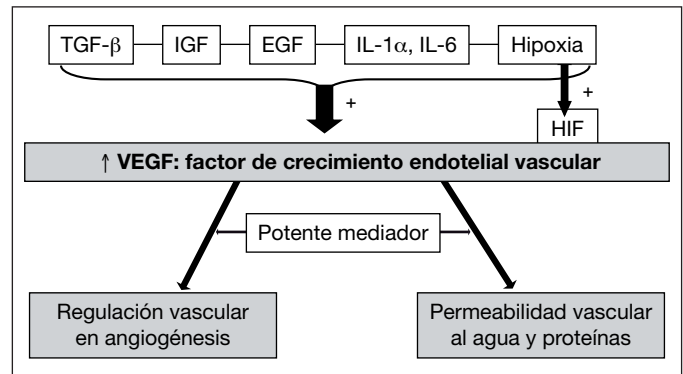 TGF-β
IGF
EGF
IL-1α, IL-6
Hipoxia
+
+
HIF
↑ VEGF: factor de crecimiento endotelial vascular
Potente mediador
Regulación vascular
en angiogénesis
Permeabilidad vascular
al agua y proteínas